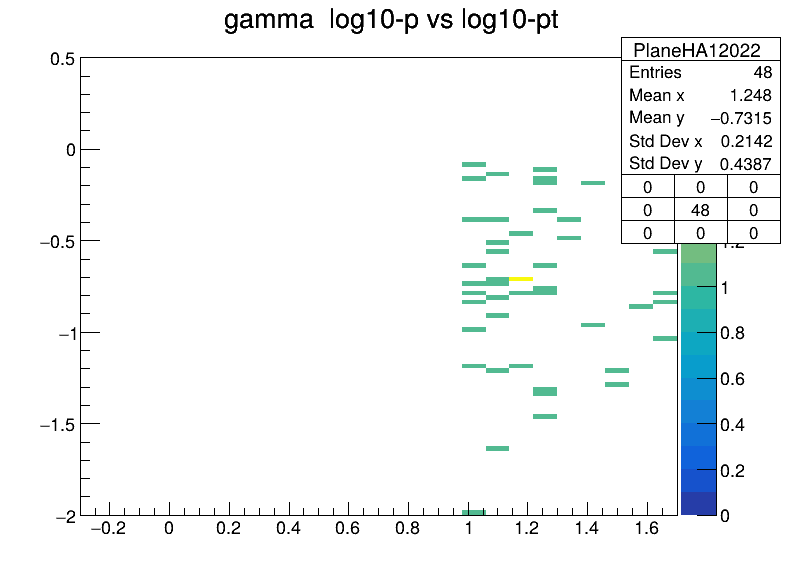 gamma  log10-p vs log10-pt
PlaneHA12022
Entries 48
Mean x 1.248
Mean y −0.7315
Std Dev x 0.2142
Std Dev y 0.4387
0 0 0
0 48 0
0 0 0
0.5
0
−0.5
−1
−1.5
−2
−0.2 0 0.2 0.4 0.6 0.8 1 1.2 1.4 1.6
1.2
1
0.8
0.6
0.4
0.2
0